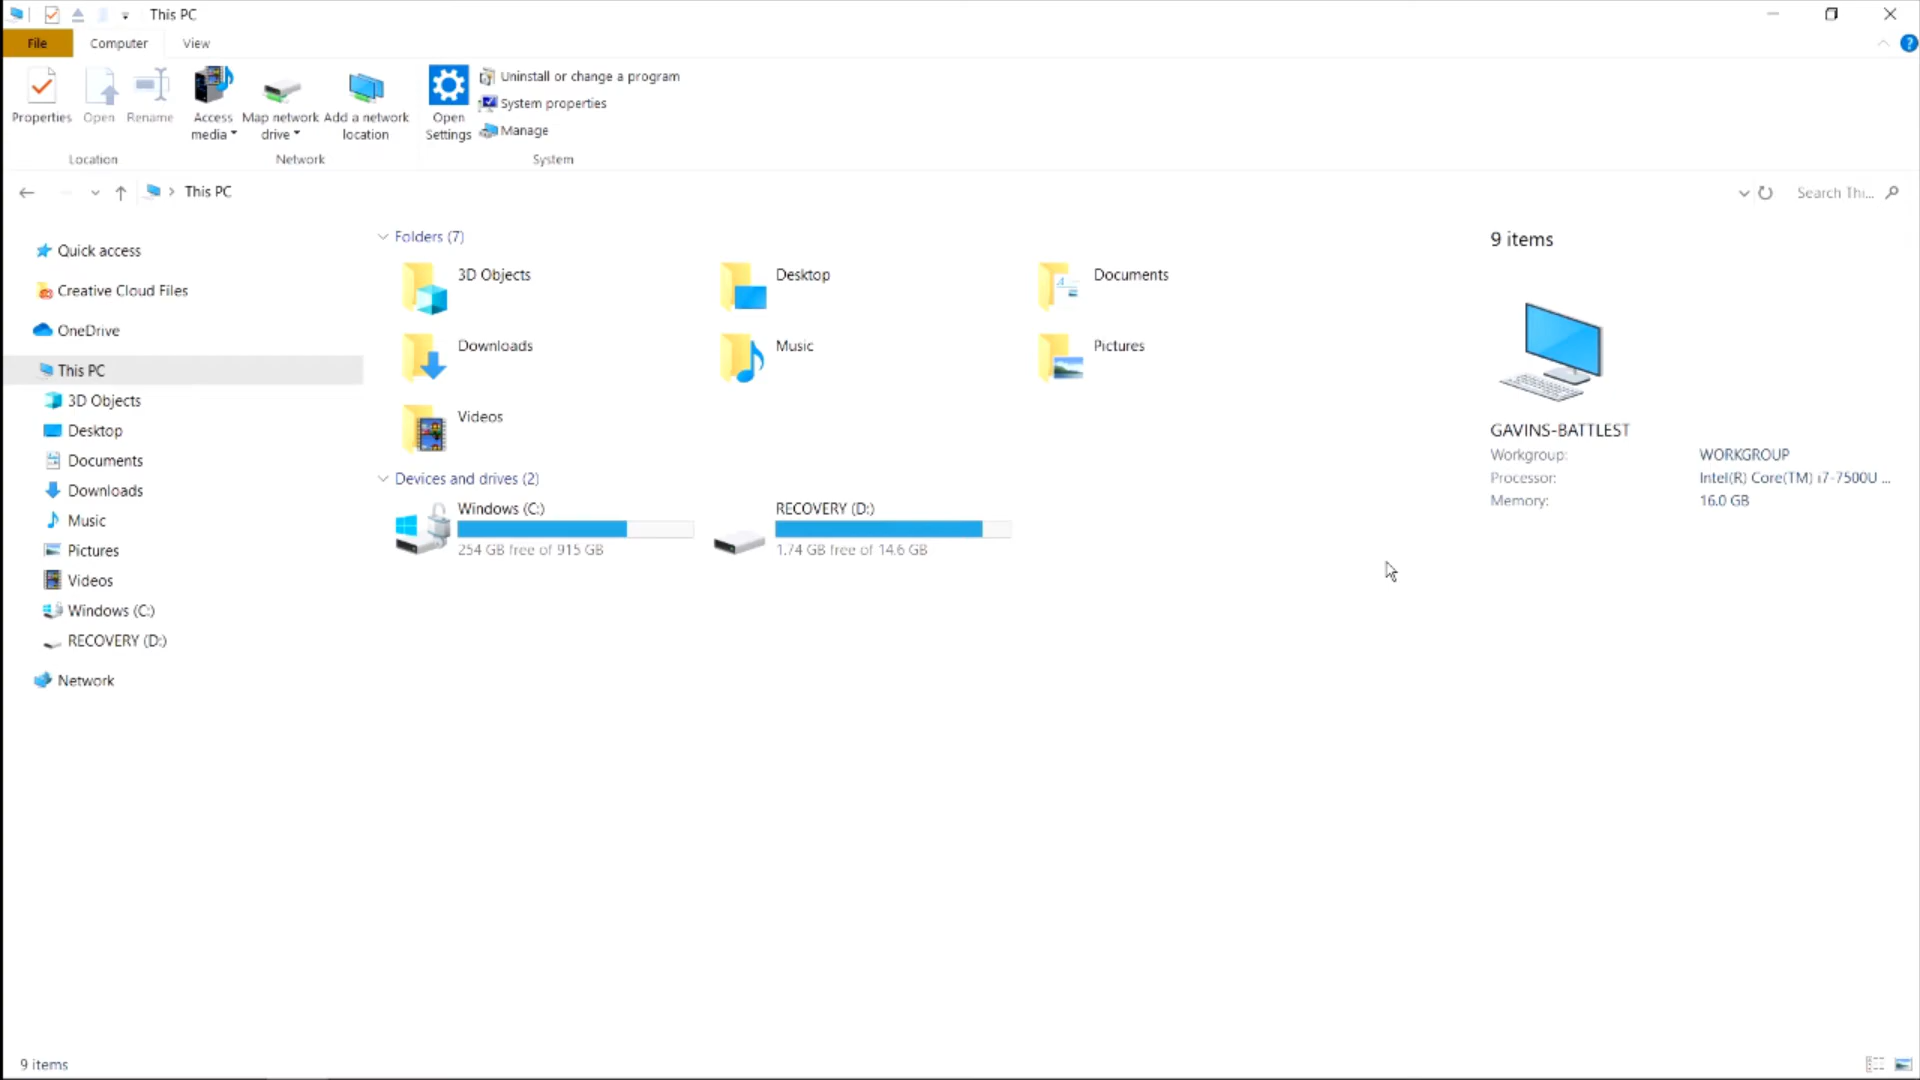 This PC
File
Computer
View
Properties
Open
Rename
Access media
Map network drive
Add a network location
Open Settings
Uninstall or change a program
System properties
Manage
Location
Network
System
This PC
Search Thi...
Quick access
Creative Cloud Files
OneDrive
This PC
3D Objects
Desktop
Documents
Downloads
Music
Pictures
Videos
Windows (C:)
RECOVERY (D:)
Network
Folders (7)
3D Objects
Desktop
Documents
Downloads
Music
Pictures
Videos
Devices and drives (2)
Windows (C:)
254 GB free of 915 GB
RECOVERY (D:)
1.74 GB free of 14.6 GB
9 items
GAVINS-BATTLEST
Workgroup: WORKGROUP
Processor: Intel(R) Core(TM) i7-7500U ...
Memory: 16.0 GB
9 items